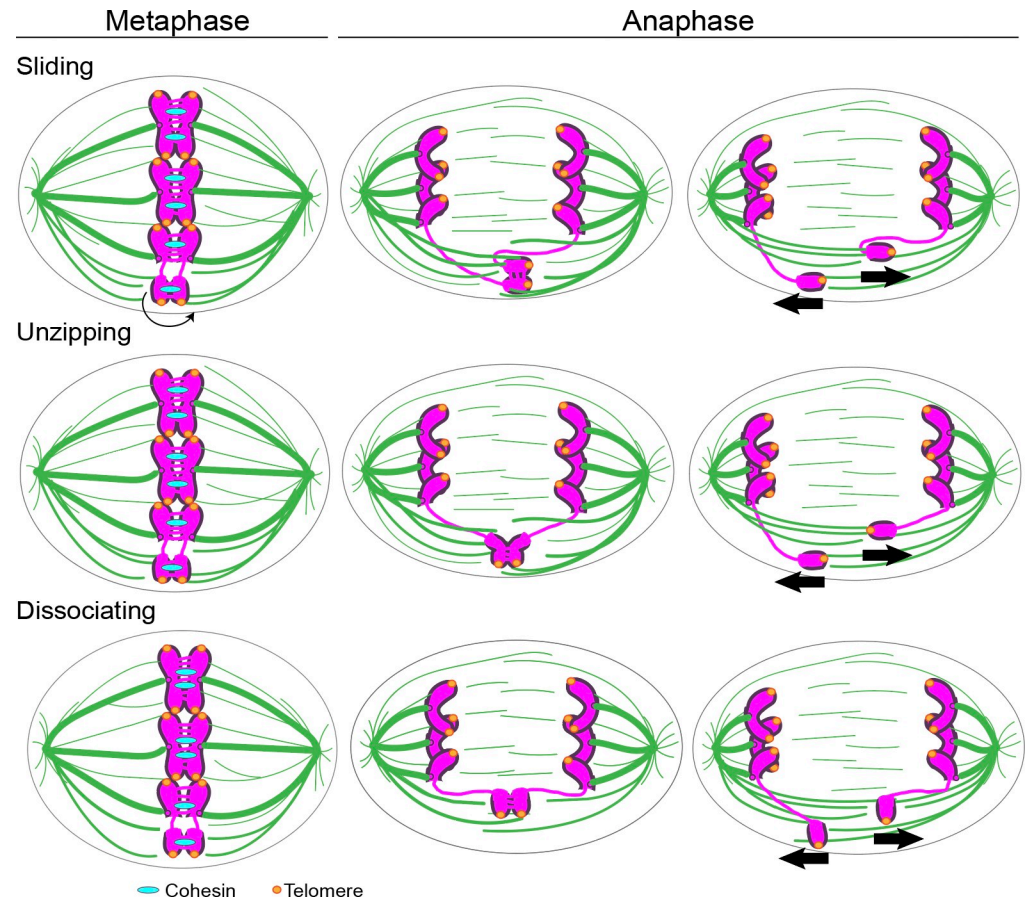 Metaphase
Anaphase
Sliding
Unzipping
Dissociating
Cohesin
Telomere